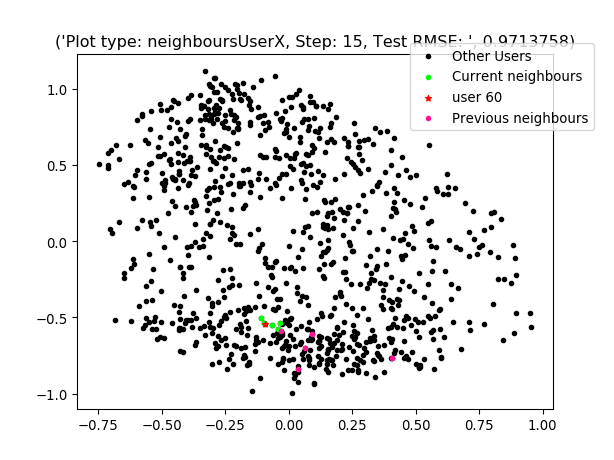 ('Plot type: neighboursUserX, Step: 15, Test RMSE: ', 0.9713758)
Other Users
Current neighbours
user 60
Previous neighbours
1.0
0.5
0.0
−0.5
−1.0
−0.75 −0.50 −0.25 0.00 0.25 0.50 0.75 1.00